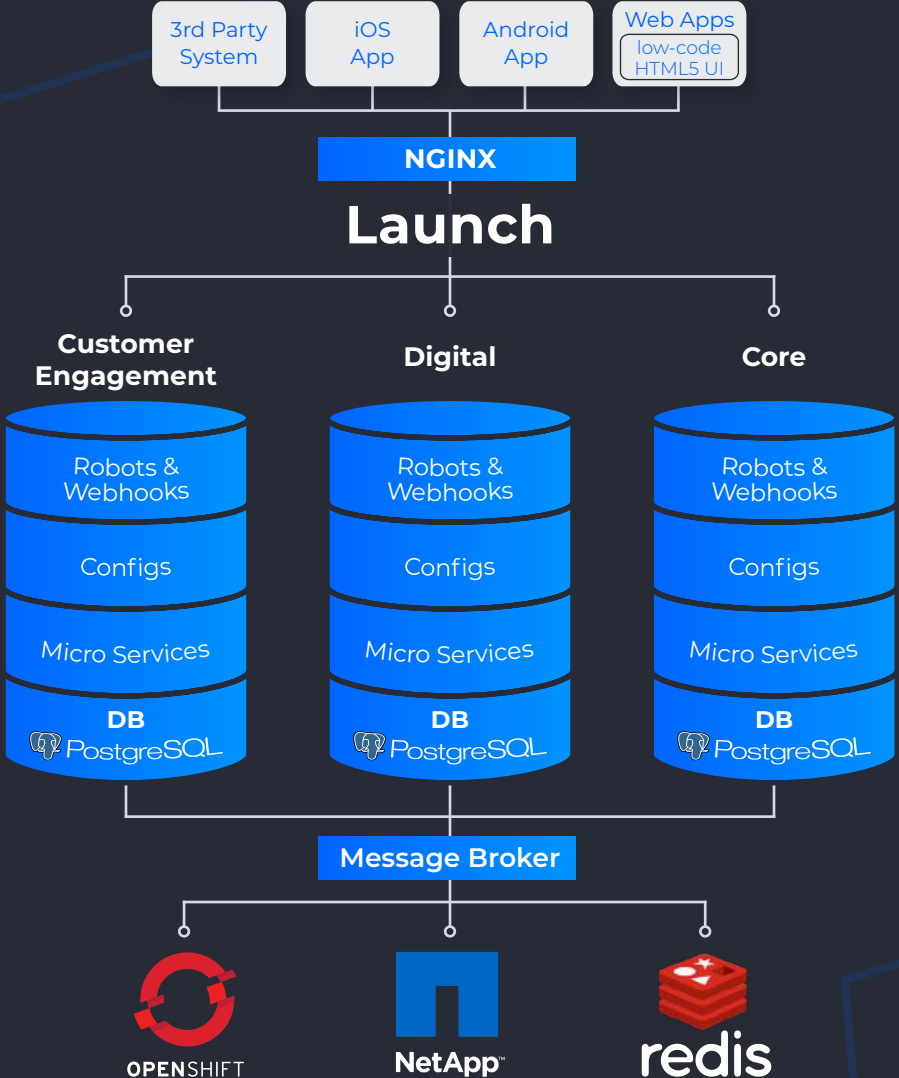 3rd Party
System
iOS
App
Android
App
Web Apps
low-code
HTML5 UI
NGINX
Launch
Customer
Engagement
Digital
Core
Robots &
Webhooks
Configs
Micro Services
DB
PostgreSQL
Robots &
Webhooks
Configs
Micro Services
DB
PostgreSQL
Robots &
Webhooks
Configs
Micro Services
DB
PostgreSQL
Message Broker
OPENSHIFT
NetApp™
redis